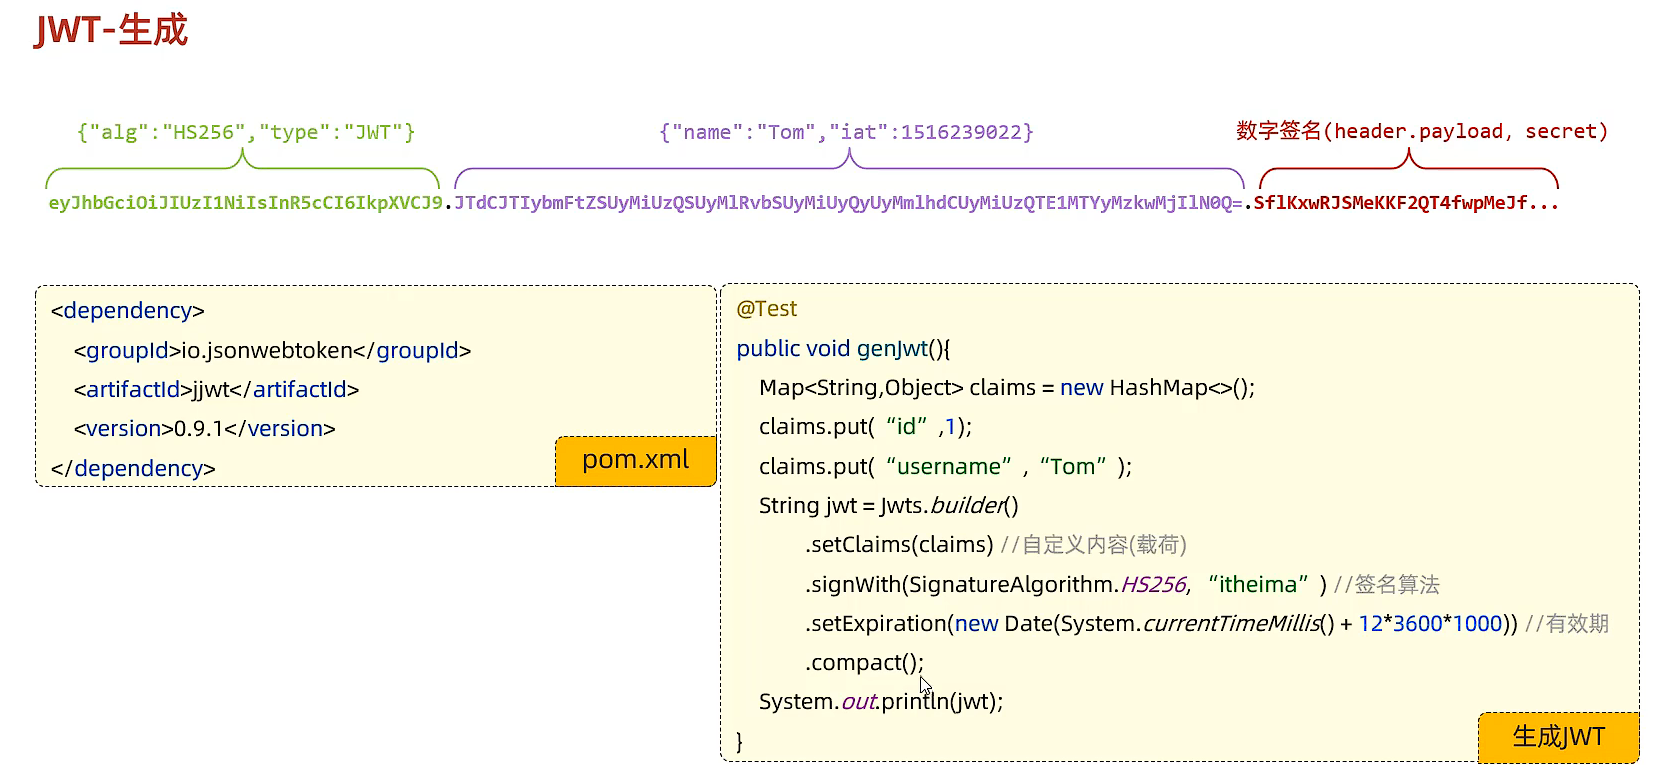 JWT-生成
{"alg":"HS256","type":"JWT"}
{"name":"Tom","iat":1516239022}
数字签名(header.payload, secret)
eyJhbGciOiJIUzI1NiIsInR5cCI6IkpXVCJ9.JTdCJTIybmFtZSUyMiUzQSUyMlRvbSUyMiUyQyUyMmlhdCUyMiUzQTE1MTYyMzkwMjIlN0Q=.SflKxwRJSMeKKF2QT4fwpMeJf...
<dependency>
<groupId>io.jsonwebtoken</groupId>
<artifactId>jjwt</artifactId>
<version>0.9.1</version>
</dependency>
pom.xml
@Test
public void genJwt(){
Map<String,Object> claims = new HashMap<>();
claims.put( “id” ,1);
claims.put( “username” , “Tom” );
String jwt = Jwts.builder()
.setClaims(claims) //自定义内容(载荷)
.signWith(SignatureAlgorithm.HS256, “itheima” ) //签名算法
.setExpiration(new Date(System.currentTimeMillis() + 12*3600*1000)) //有效期
.compact();
System.out.println(jwt);
}
生成JWT